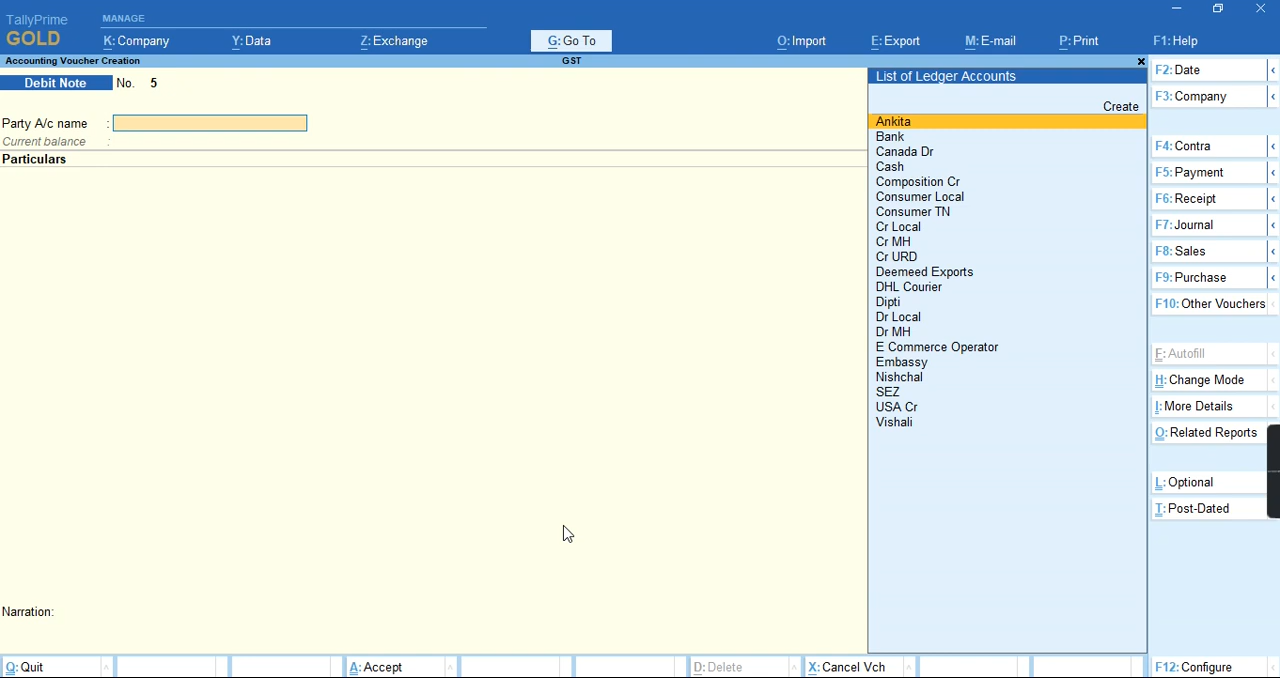 TallyPrime
GOLD
MANAGE
K: Company
Y: Data
Z: Exchange
G: Go To
O: Import
E: Export
M: E-mail
P: Print
F1: Help
Accounting Voucher Creation
GST
Debit Note No. 5
Party A/c name :
Current balance :
Particulars
Narration:
List of Ledger Accounts
Create
Ankita
Bank
Canada Dr
Cash
Composition Cr
Consumer Local
Consumer TN
Cr Local
Cr MH
Cr URD
Deemeed Exports
DHL Courier
Dipti
Dr Local
Dr MH
E Commerce Operator
Embassy
Nishchal
SEZ
USA Cr
Vishali
F2: Date
F3: Company
F4: Contra
F5: Payment
F6: Receipt
F7: Journal
F8: Sales
F9: Purchase
F10: Other Vouchers
F: Autofill
H: Change Mode
I: More Details
O: Related Reports
L: Optional
T: Post-Dated
Q: Quit
A: Accept
D: Delete
X: Cancel Vch
F12: Configure